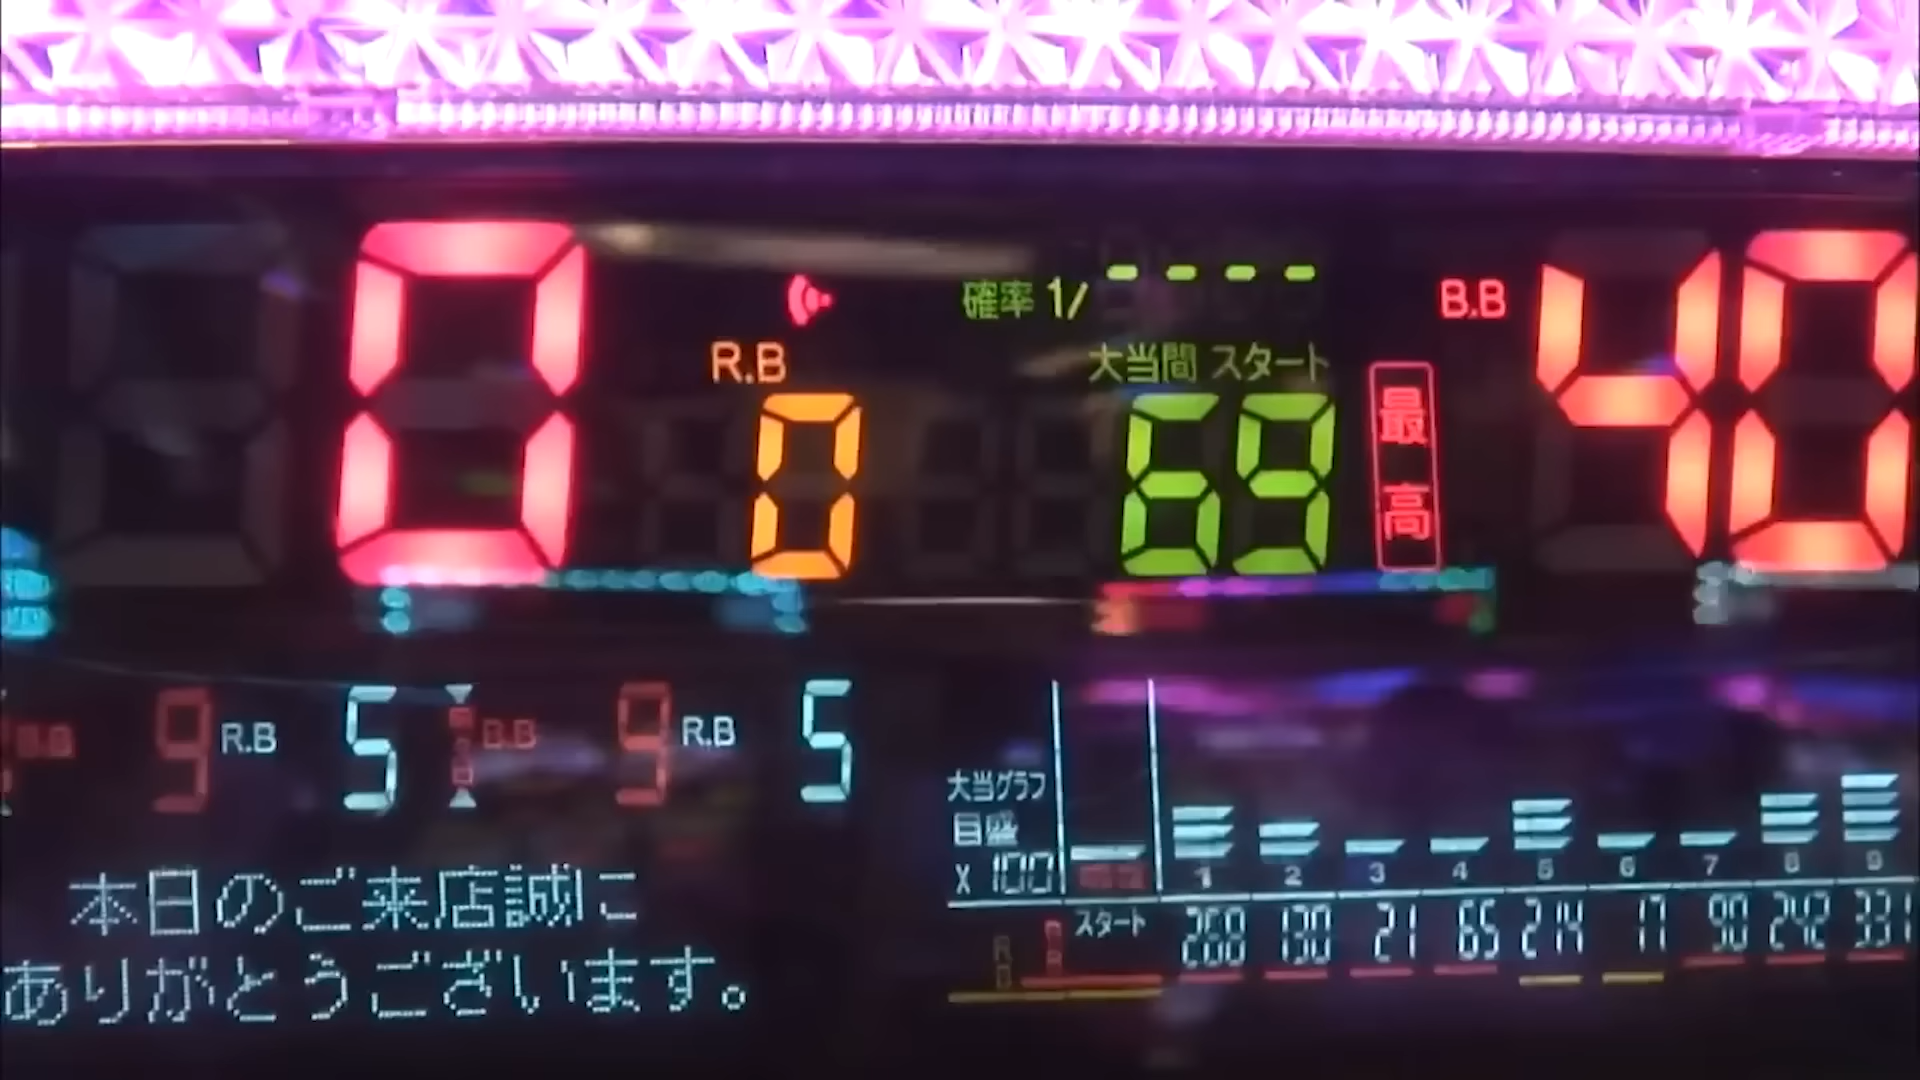 0
R.B 0
確率 1/ ----
大当間 スタート
69
最高
B.B 40
B.B 9 R.B 5 B.B 9 R.B 5
本日のご来店誠に
ありがとうございます。
大当グラフ
目盛
X 100
1 2 3 4 5 6 7 8 9
スタート 268 130 21 65 214 17 90 242 331